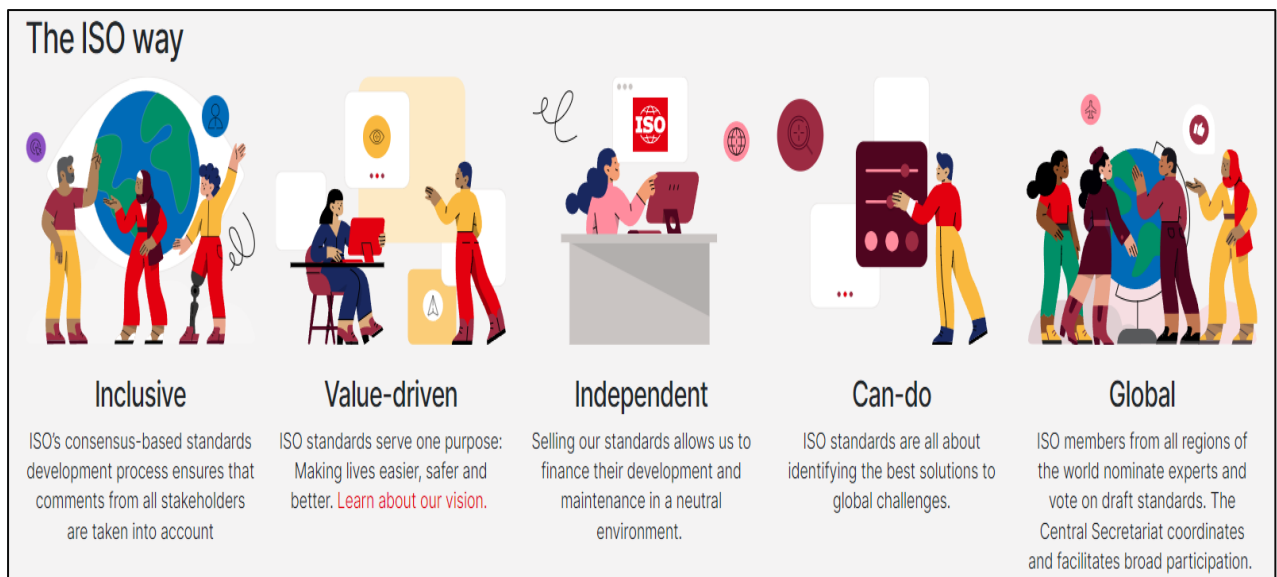 The ISO way
ISO
Inclusive
ISO's consensus-based standards
development process ensures that
comments from all stakeholders
are taken into account
Value-driven
ISO standards serve one purpose:
Making lives easier, safer and
better. Learn about our vision.
Independent
Selling our standards allows us to
finance their development and
maintenance in a neutral
environment.
Can-do
ISO standards are all about
identifying the best solutions to
global challenges.
Global
ISO members from all regions of
the world nominate experts and
vote on draft standards. The
Central Secretariat coordinates
and facilitates broad participation.